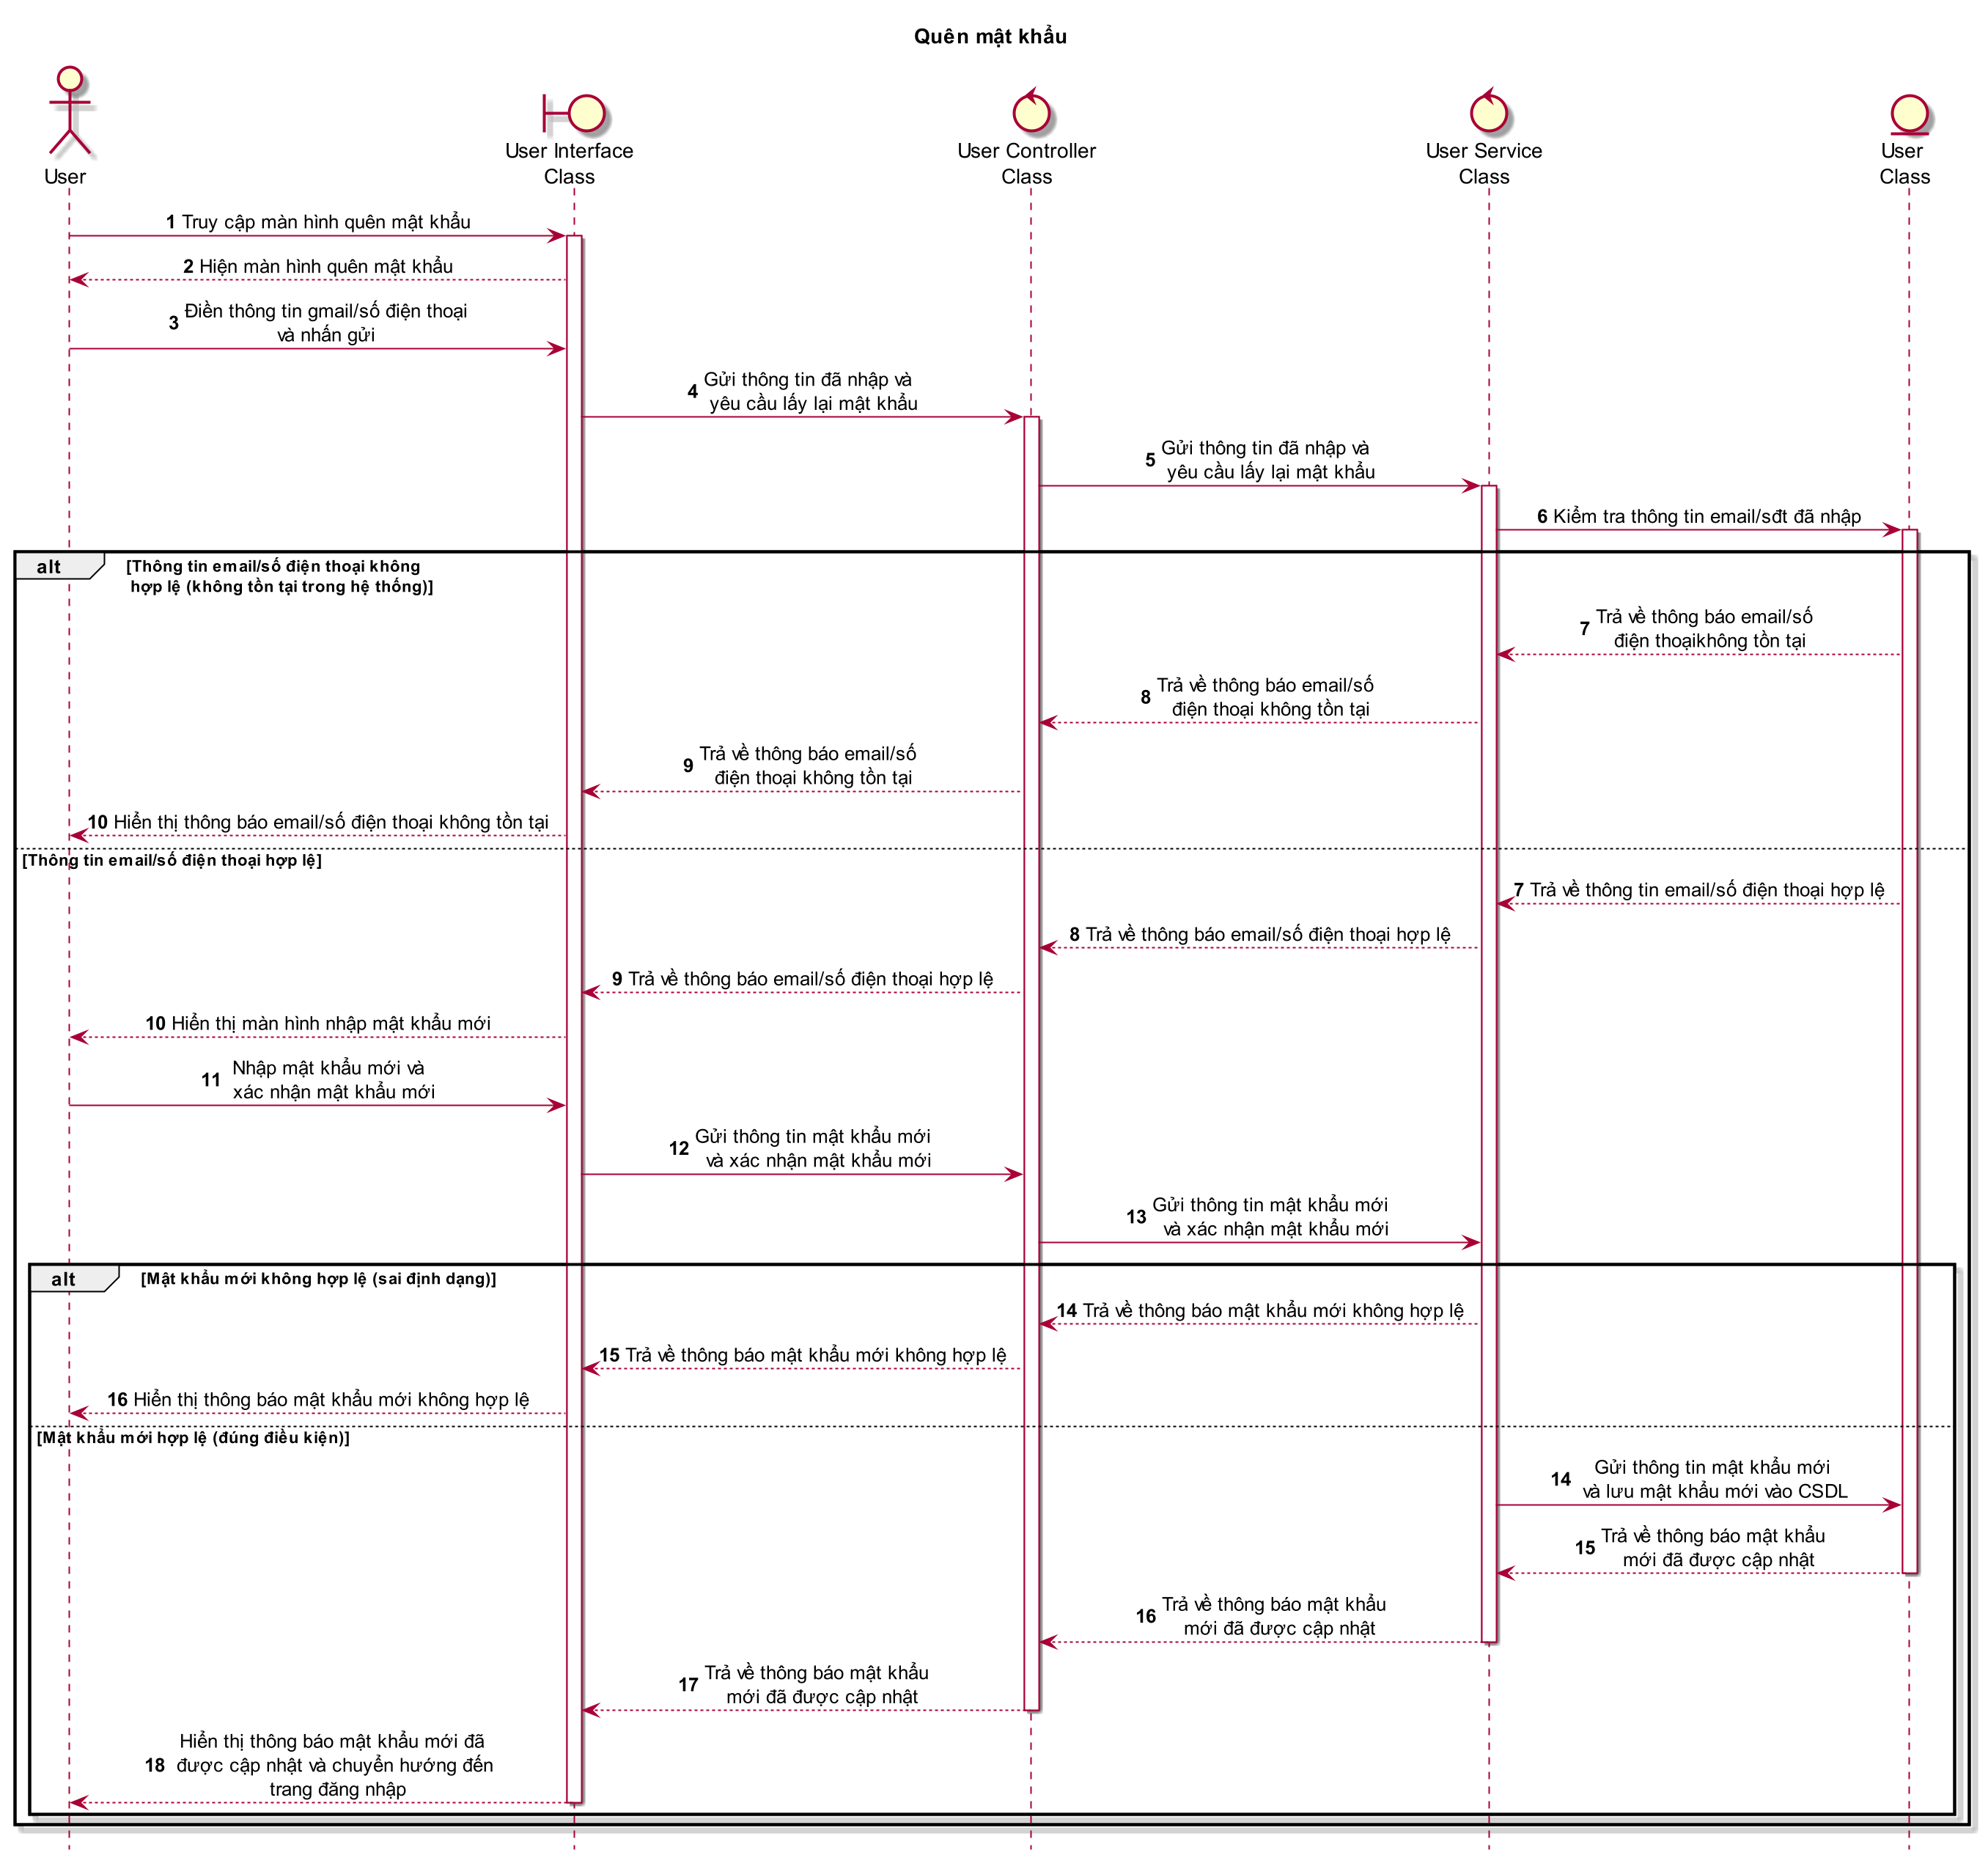 Quên mật khẩu
User
User Interface
Class
User Controller
Class
User Service
Class
User
Class
1 Truy cập màn hình quên mật khẩu
2 Hiện màn hình quên mật khẩu
3 Điền thông tin gmail/số điện thoại
và nhấn gửi
4 Gửi thông tin đã nhập và
yêu cầu lấy lại mật khẩu
5 Gửi thông tin đã nhập và
yêu cầu lấy lại mật khẩu
6 Kiểm tra thông tin email/sđt đã nhập
alt [Thông tin email/số điện thoại không
hợp lệ (không tồn tại trong hệ thống)]
7 Trả về thông báo email/số
điện thoạikhông tồn tại
8 Trả về thông báo email/số
điện thoại không tồn tại
9 Trả về thông báo email/số
điện thoại không tồn tại
10 Hiển thị thông báo email/số điện thoại không tồn tại
[Thông tin email/số điện thoại hợp lệ]
7 Trả về thông tin email/số điện thoại hợp lệ
8 Trả về thông báo email/số điện thoại hợp lệ
9 Trả về thông báo email/số điện thoại hợp lệ
10 Hiển thị màn hình nhập mật khẩu mới
11 Nhập mật khẩu mới và
xác nhận mật khẩu mới
12 Gửi thông tin mật khẩu mới
và xác nhận mật khẩu mới
13 Gửi thông tin mật khẩu mới
và xác nhận mật khẩu mới
alt [Mật khẩu mới không hợp lệ (sai định dạng)]
14 Trả về thông báo mật khẩu mới không hợp lệ
15 Trả về thông báo mật khẩu mới không hợp lệ
16 Hiển thị thông báo mật khẩu mới không hợp lệ
[Mật khẩu mới hợp lệ (đúng điều kiện)]
14 Gửi thông tin mật khẩu mới
và lưu mật khẩu mới vào CSDL
15 Trả về thông báo mật khẩu
mới đã được cập nhật
16 Trả về thông báo mật khẩu
mới đã được cập nhật
17 Trả về thông báo mật khẩu
mới đã được cập nhật
Hiển thị thông báo mật khẩu mới đã
18 được cập nhật và chuyển hướng đến
trang đăng nhập